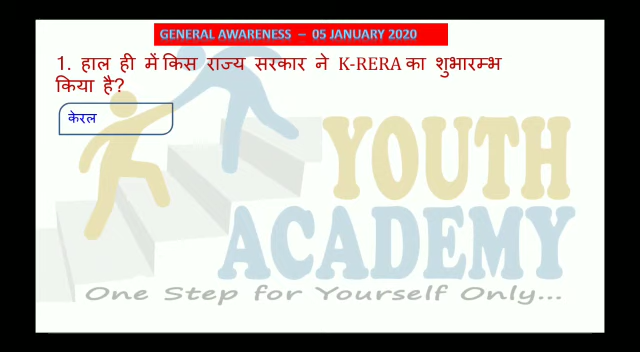 GENERAL AWARENESS – 05 JANUARY 2020
1. हाल ही में किस राज्य सरकार ने K-RERA का शुभारम्भ
किया है?
केरल
YOUTH
ACADEMY
One Step for Yourself Only...